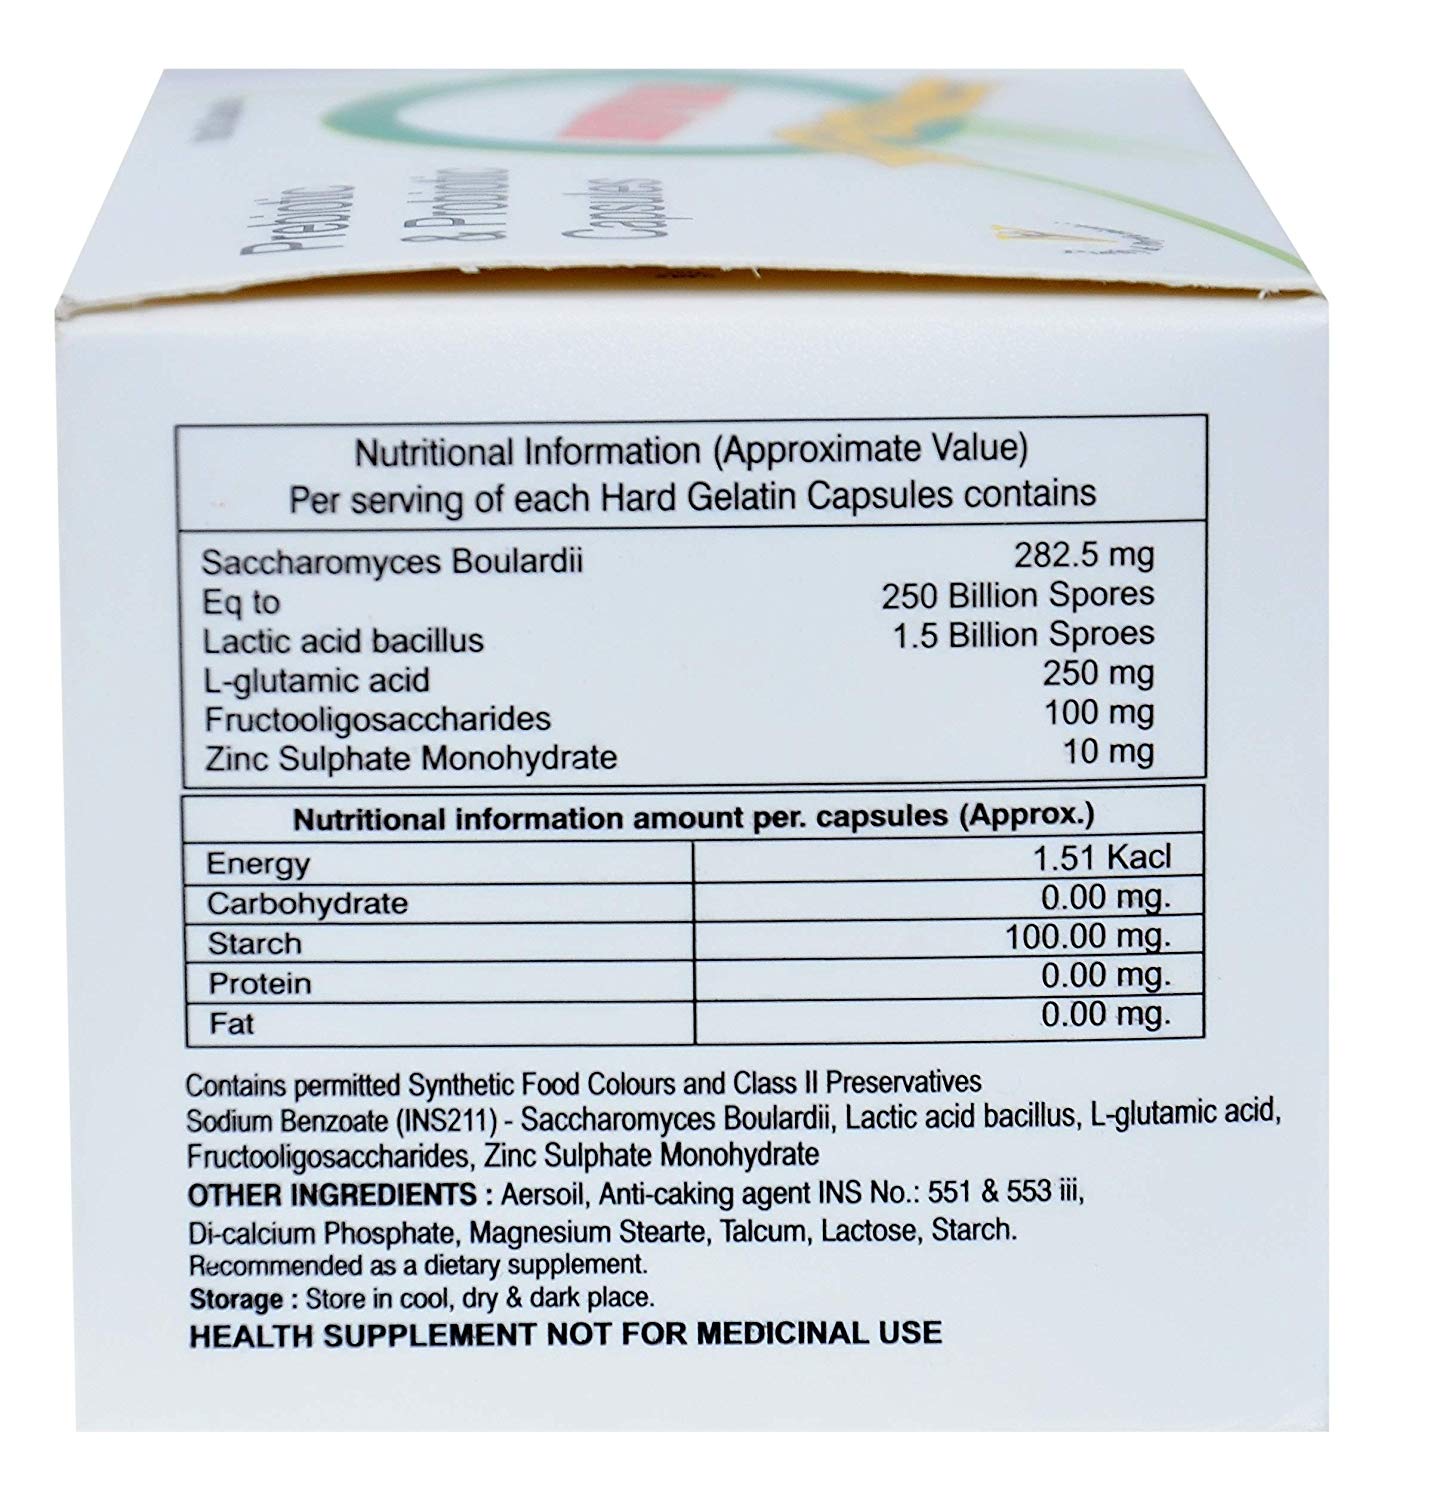 Prebiotic
& Probiotic
Capsules
Nutritional Information (Approximate Value)
Per serving of each Hard Gelatin Capsules contains
Saccharomyces Boulardii 282.5 mg
Eq to 250 Billion Spores
Lactic acid bacillus 1.5 Billion Sproes
L-glutamic acid 250 mg
Fructooligosaccharides 100 mg
Zinc Sulphate Monohydrate 10 mg
Nutritional information amount per. capsules (Approx.)
Energy 1.51 Kacl
Carbohydrate 0.00 mg.
Starch 100.00 mg.
Protein 0.00 mg.
Fat 0.00 mg.
Contains permitted Synthetic Food Colours and Class II Preservatives
Sodium Benzoate (INS211) - Saccharomyces Boulardii, Lactic acid bacillus, L-glutamic acid,
Fructooligosaccharides, Zinc Sulphate Monohydrate
OTHER INGREDIENTS : Aersoil, Anti-caking agent INS No.: 551 & 553 iii,
Di-calcium Phosphate, Magnesium Stearte, Talcum, Lactose, Starch.
Recommended as a dietary supplement.
Storage : Store in cool, dry & dark place.
HEALTH SUPPLEMENT NOT FOR MEDICINAL USE